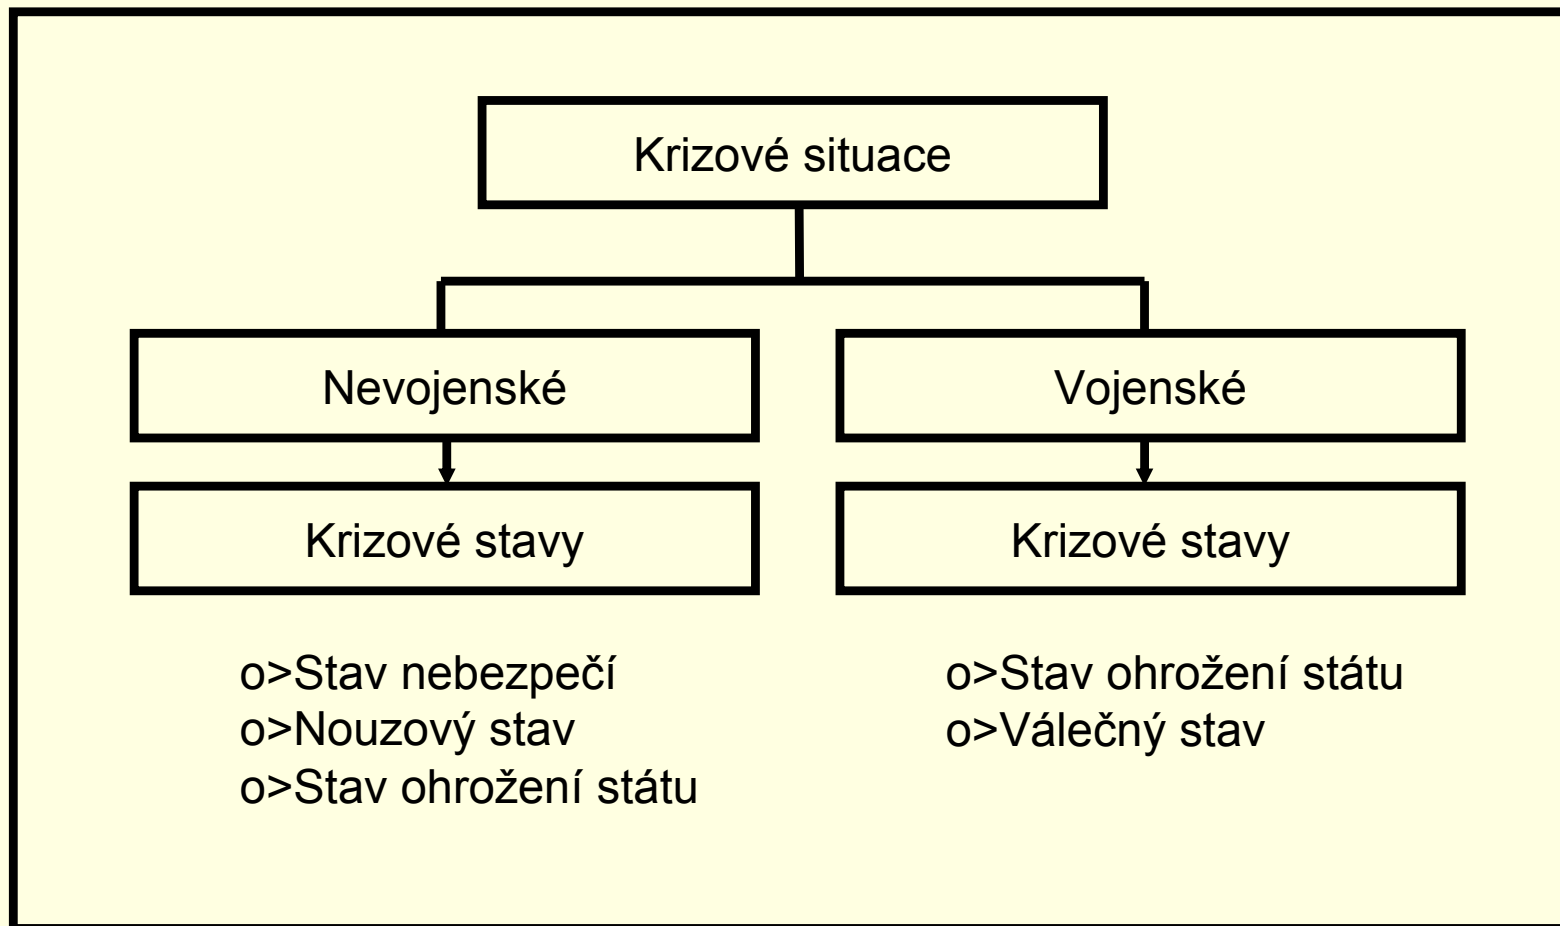 Krizové situace
Nevojenské
Vojenské
Krizové stavy
Krizové stavy
o>Stav nebezpečí
o>Nouzový stav
o>Stav ohrožení státu
o>Stav ohrožení státu
o>Válečný stav